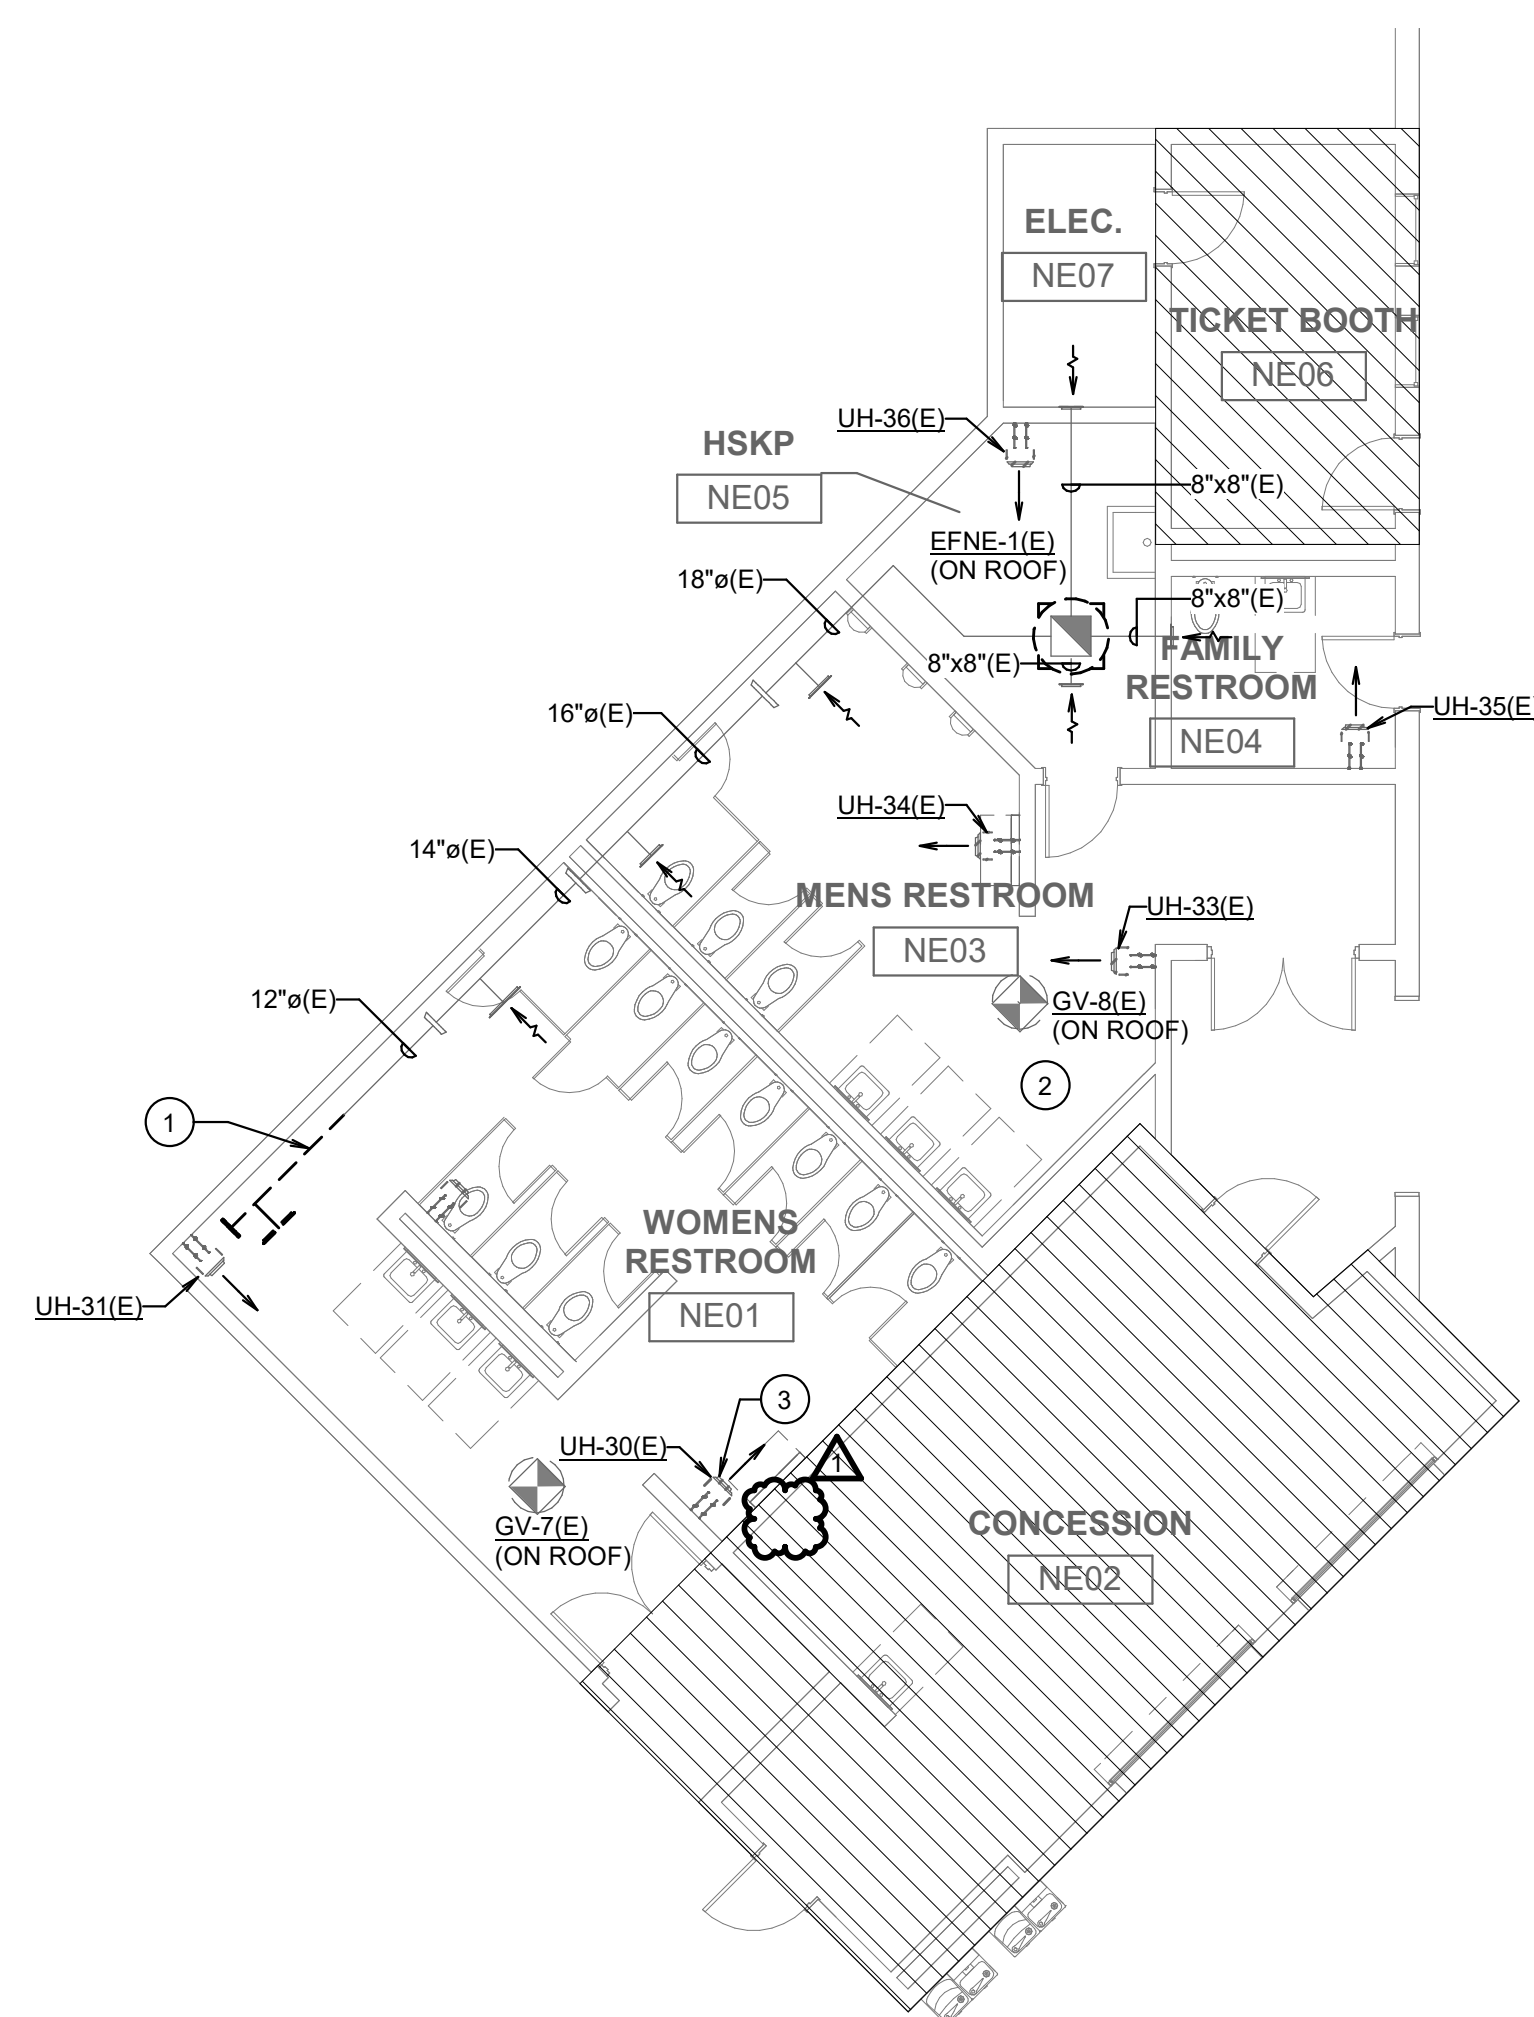 ELEC.
NE07
TICKET BOOTH
NE06
UH-36(E)
HSKP
NE05
8"x8"(E)
EFNE-1(E)
(ON ROOF)
18"ø(E)
8"x8"(E)
8"x8"(E)
FAMILY
RESTROOM
NE04
UH-35(E)
16"ø(E)
UH-34(E)
14"ø(E)
MENS RESTROOM
NE03
UH-33(E)
GV-8(E)
(ON ROOF)
12"ø(E)
2
1
WOMENS
RESTROOM
NE01
UH-31(E)
3
UH-30(E)
1
GV-7(E)
(ON ROOF)
CONCESSION
NE02